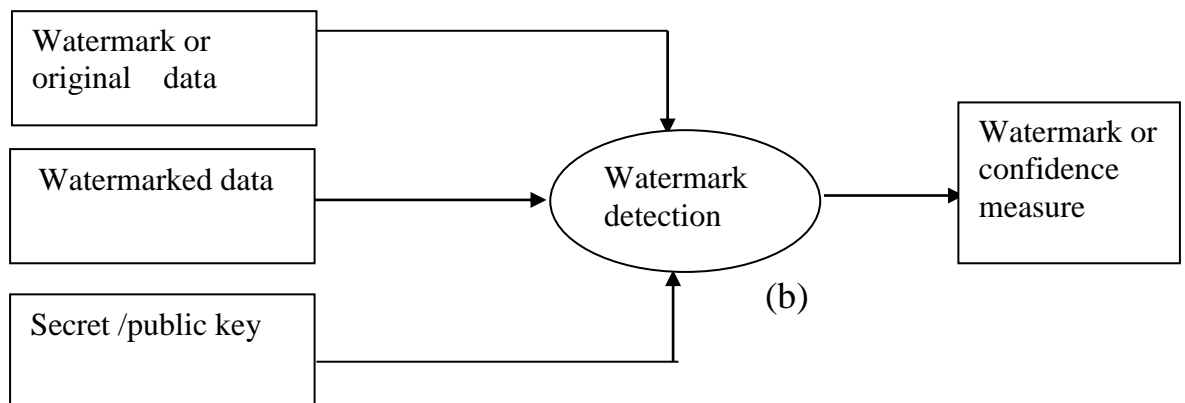 Watermark or
original data
Watermarked data
Secret /public key
Watermark
detection
(b)
Watermark or
confidence
measure